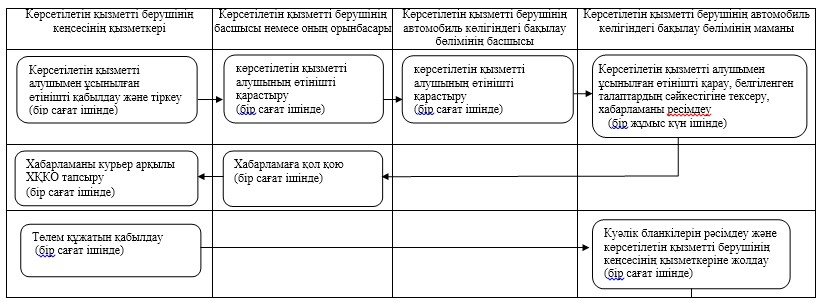 Көрсетілетін қызметті берушінің
кеңсесінің қызметкері
Көрсетілетін қызметті берушінің
басшысы немесе оның орынбасары
Көрсетілетін қызметті берушінің
автомобиль көлігіндегі бақылау
бөлімінің басшысы
Көрсетілетін қызметті берушінің автомобиль
көлігіндегі бақылау бөлімінің маманы
Көрсетілетін қызметті
алушымен ұсынылған
өтінішті қабылдау және тіркеу
(бір сағат ішінде)
көрсетілетін қызметті
алушының өтінішті
қарастыру
(бір сағат ішінде)
көрсетілетін қызметті
алушының өтінішті
қарастыру
(бір сағат ішінде)
Көрсетілетін қызметті алушымен
ұсынылған өтінішті қарау, белгіленген
талаптардың сәйкестігіне тексеру,
хабарламаны ресімдеу
(бір жұмыс күн ішінде)
Хабарламаны курьер арқылы
ХҚКО тапсыру
(бір сағат ішінде)
Хабарламаға қол қою
(бір сағат ішінде)
Төлем құжатын қабылдау
(бір сағат ішінде)
Куәлік бланкілерін рәсімдеу және
көрсетілетін қызметті берушінің
кеңсесінің қызметкеріне жолдау
(бір сағат ішінде)